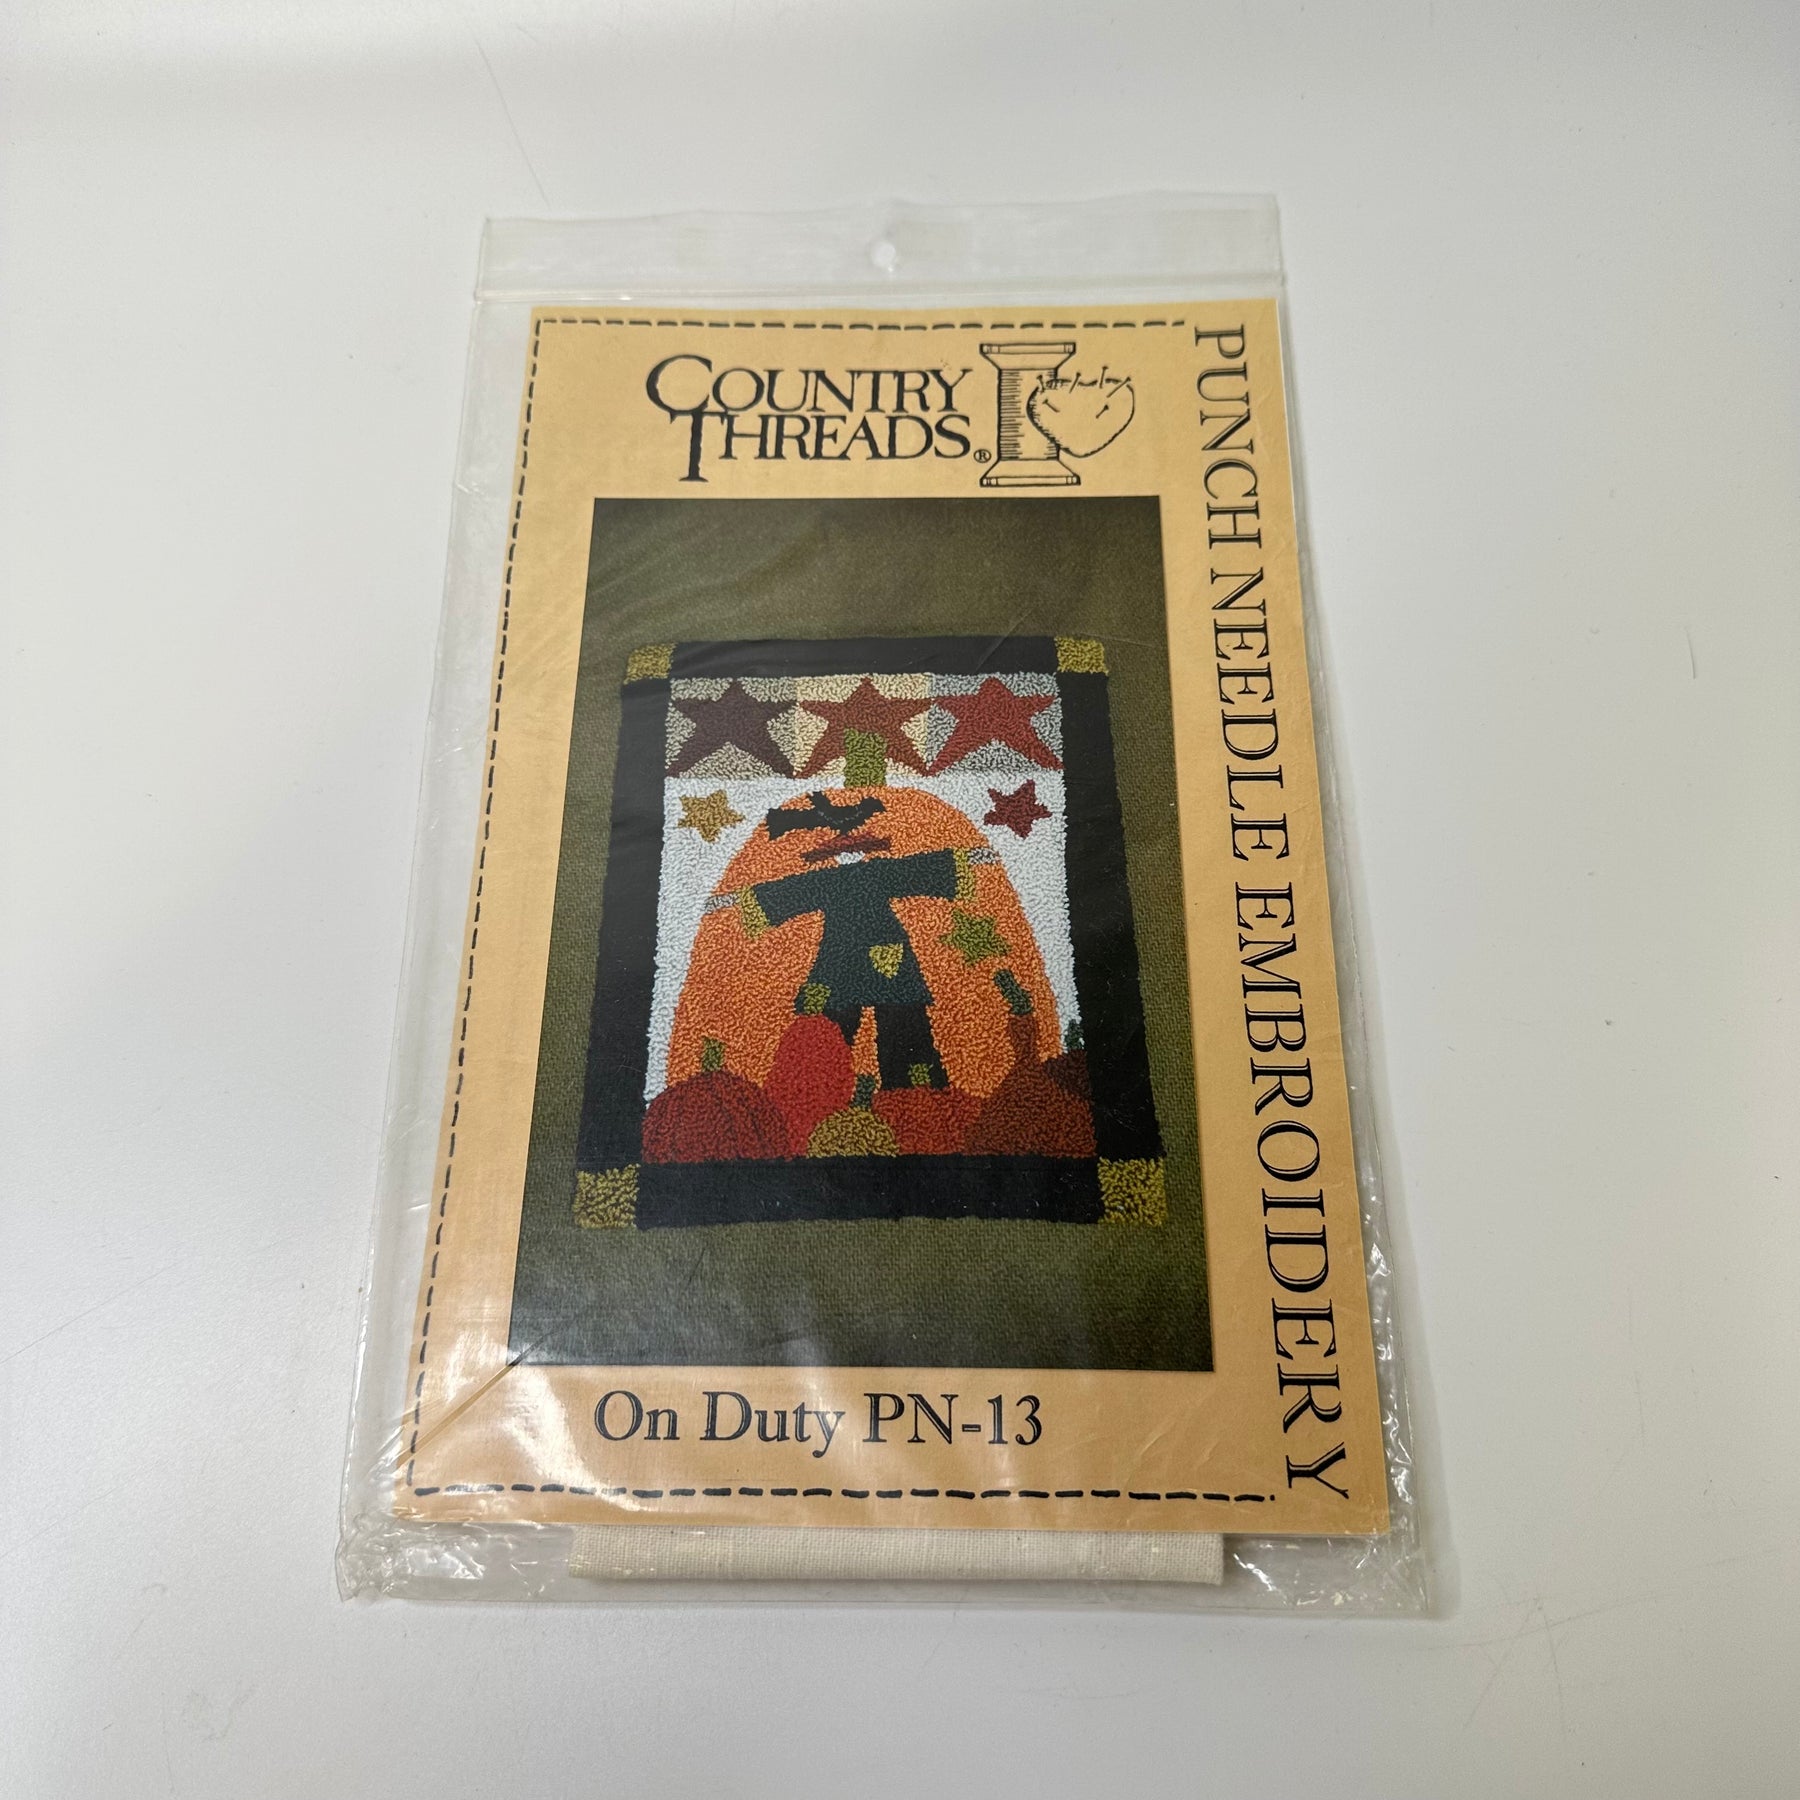 COUNTRY
THREADS®
PUNCH NEEDLE EMBROIDERY
On Duty PN-13